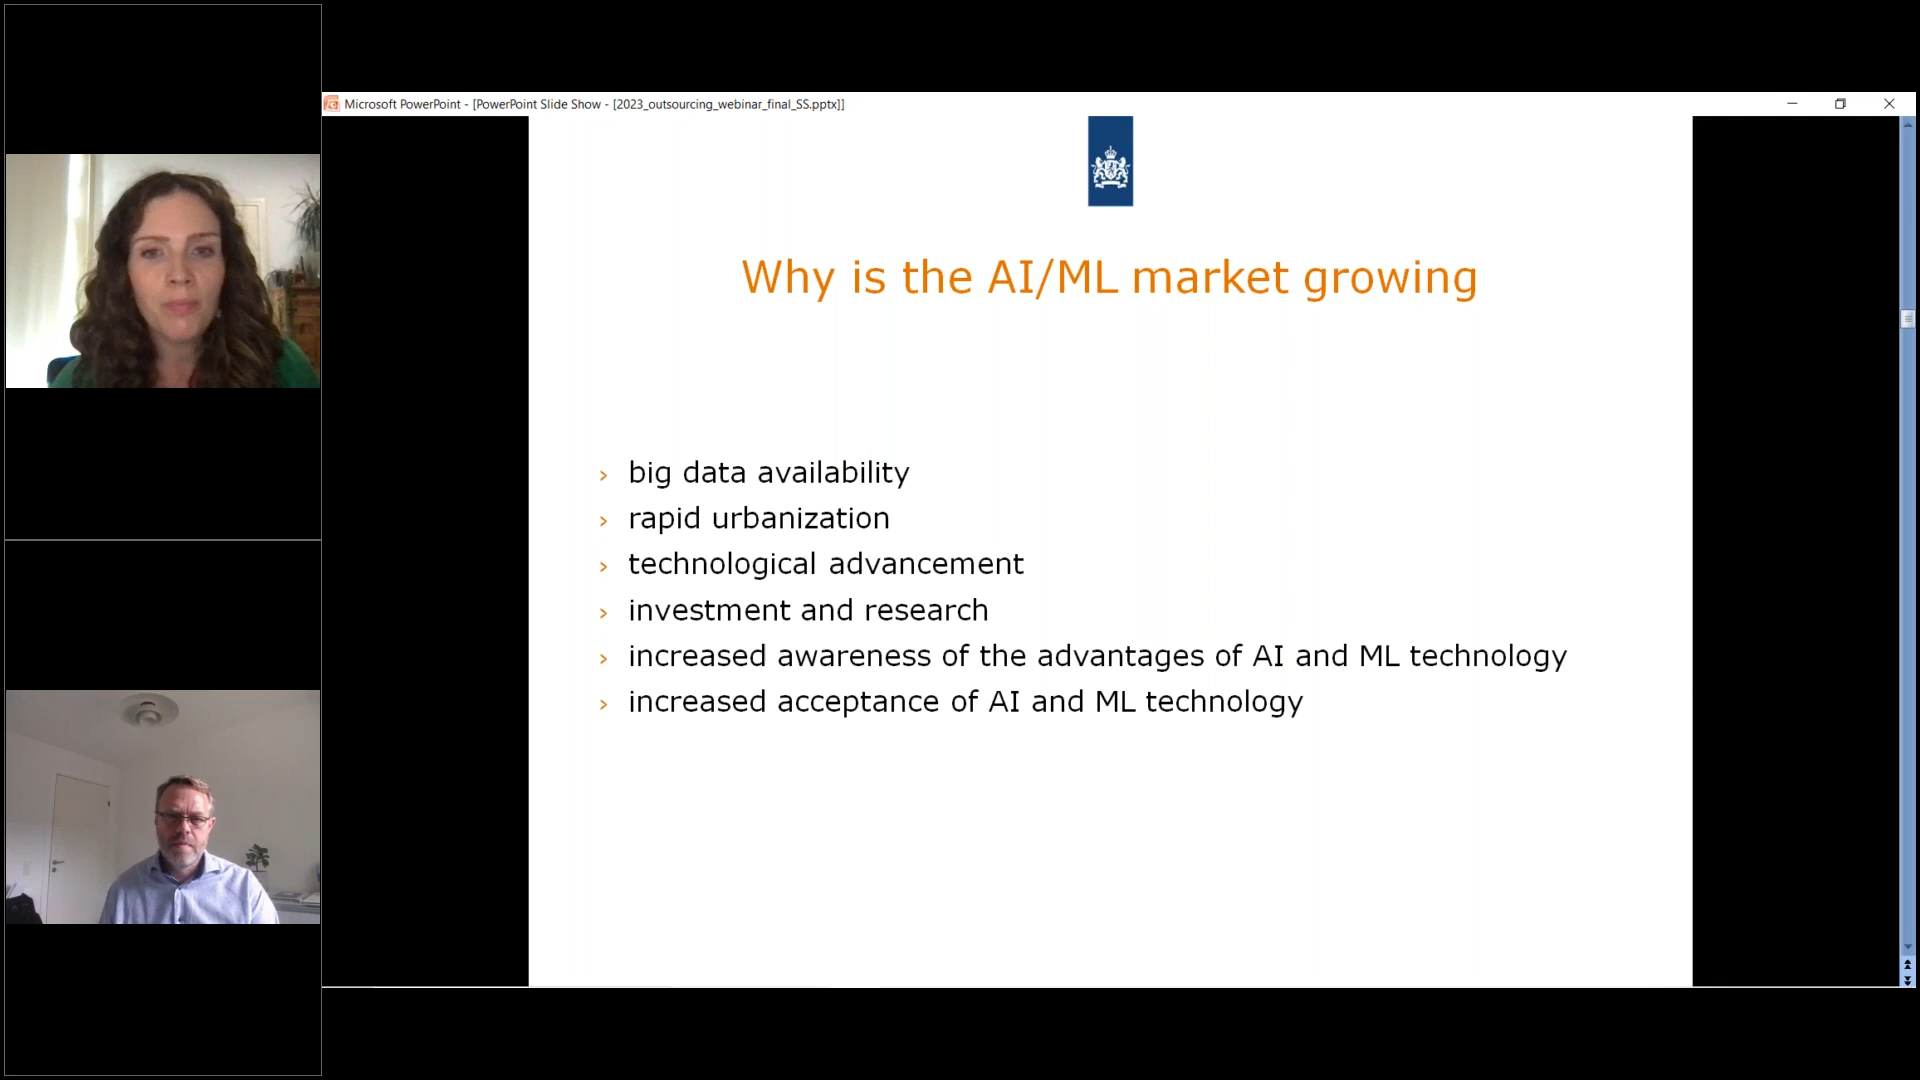 Microsoft PowerPoint - [PowerPoint Slide Show - [2023_outsourcing_webinar_final_SS.pptx]]
Why is the AI/ML market growing
› big data availability
› rapid urbanization
› technological advancement
› investment and research
› increased awareness of the advantages of AI and ML technology
› increased acceptance of AI and ML technology